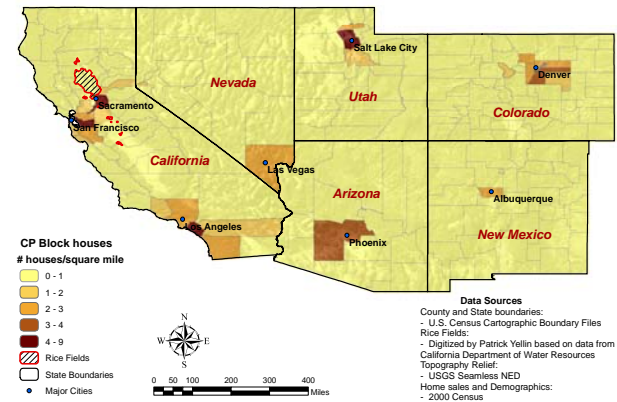 Salt Lake City
Nevada
Denver
Utah
Sacramento
Colorado
San Francisco
California
Las Vegas
Arizona
Albuquerque
Los Angeles
New Mexico
Phoenix
CP Block houses
# houses/square mile
0 - 1
1 - 2
2 - 3
3 - 4
4 - 9
Rice Fields
State Boundaries
Major Cities
N
W
E
S
0 50 100 200 300 400
Miles
Data Sources
County and State boundaries:
- U.S. Census Cartographic Boundary Files
Rice Fields:
- Digitized by Patrick Yellin based on data from
California Department of Water Resources
Topography Relief:
- USGS Seamless NED
Home sales and Demographics:
- 2000 Census